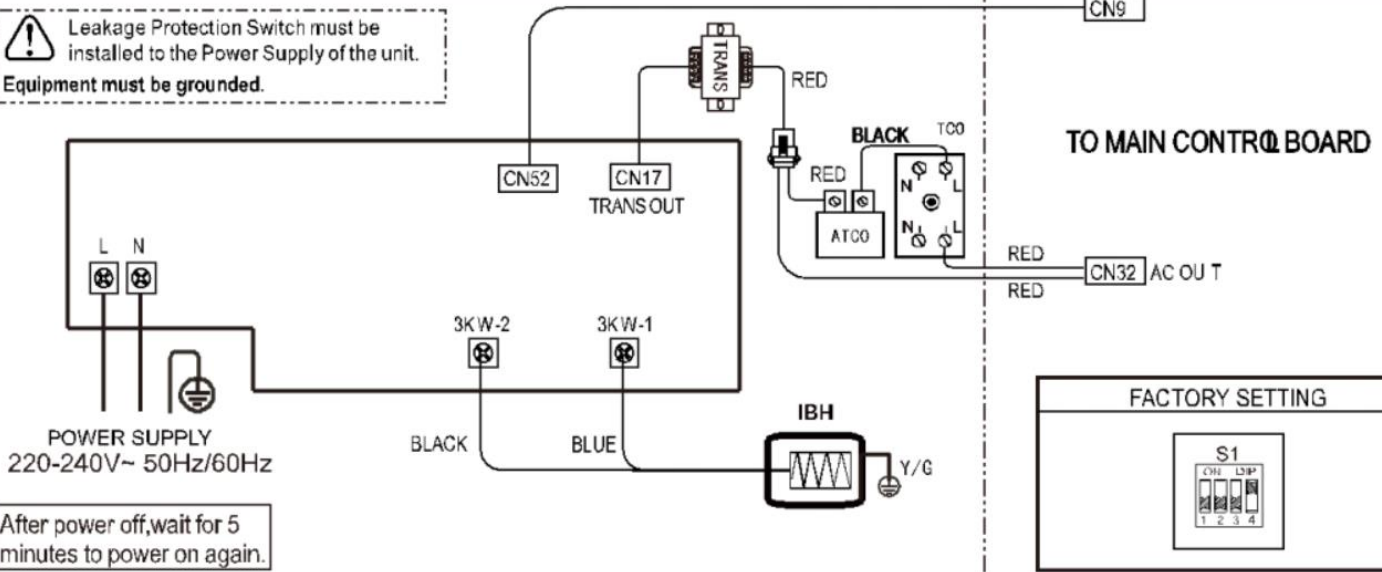 Leakage Protection Switch must be
installed to the Power Supply of the unit.
Equipment must be grounded.
CN9
TRANS
RED
BLACK
TCO
TO MAIN CONTROL BOARD
CN52
CN17
TRANS OUT
RED
N
L
ATCO
N
L
L
N
RED
CN32
AC OU T
RED
3KW-2
3KW-1
FACTORY SETTING
IBH
POWER SUPPLY
220-240V~ 50Hz/60Hz
BLACK
BLUE
Y/G
S1
ON DIP
1 2 3 4
After power off,wait for 5
minutes to power on again.